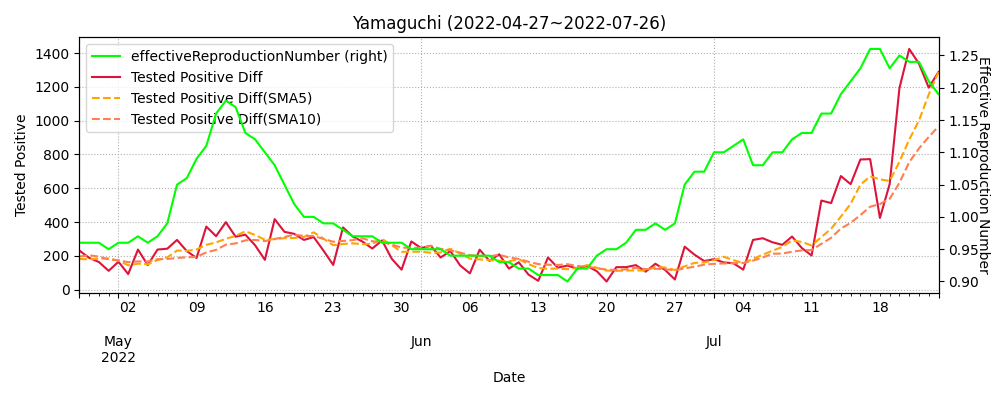 Yamaguchi (2022-04-27~2022-07-26)
effectiveReproductionNumber (right)
Tested Positive Diff
Tested Positive Diff(SMA5)
Tested Positive Diff(SMA10)
Tested Positive
1400
1200
1000
800
600
400
200
0
Effective Reproduction Number
1.25
1.20
1.15
1.10
1.05
1.00
0.95
0.90
02 09 16 23 30 06 13 20 27 04 11 18
May Jun Jul
2022
Date